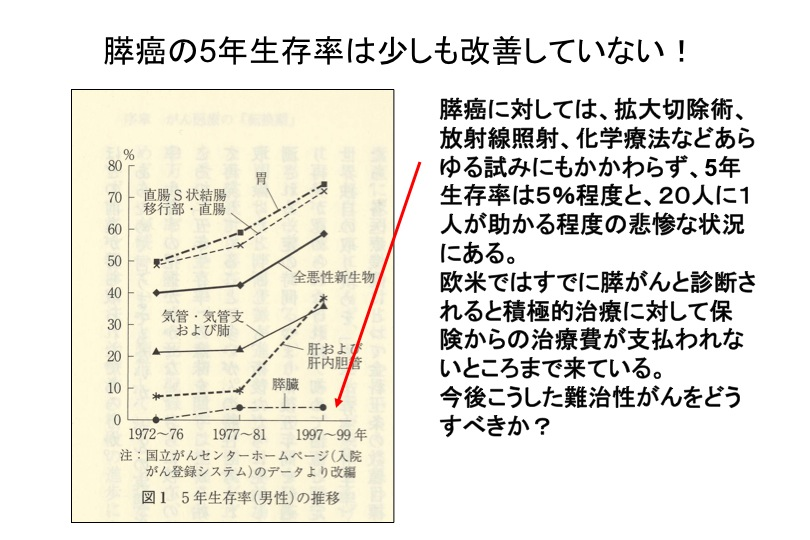 膵癌の5年生存率は少しも改善していない！
膵癌に対しては、拡大切除術、
放射線照射、化学療法などあら
ゆる試みにもかかわらず、5年
生存率は５％程度と、２０人に１
人が助かる程度の悲惨な状況
にある。
欧米ではすでに膵がんと診断さ
れると積極的治療に対して保
険からの治療費が支払われな
いところまで来ている。
今後こうした難治性がんをどう
すべきか？
%
80
70
60
50
40
30
20
10
0
胃
直腸Ｓ状結腸
移行部・直腸
全悪性新生物
気管・気管支
および肺
肝および
肝内胆管
膵臓
1972～76 1977～81 1997～99 年
注：国立がんセンターホームページ(入院
がん登録システム)のデータより改編
図１ ５年生存率(男性)の推移